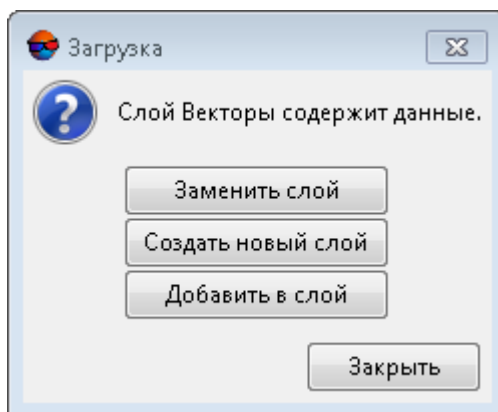 Загрузка
Слой Векторы содержит данные.
Заменить слой
Создать новый слой
Добавить в слой
Закрыть